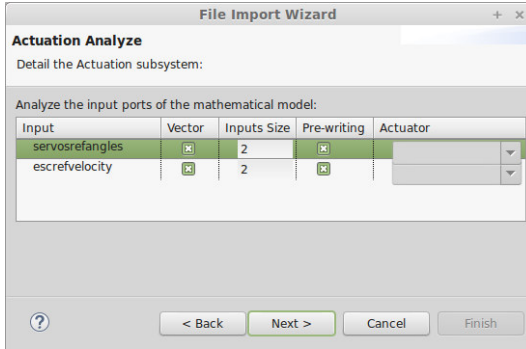 File Import Wizard
Actuation Analyze
Detail the Actuation subsystem:
Analyze the input ports of the mathematical model:
Input Vector Inputs Size Pre-writing Actuator
servosrefangles 2
escrefvelocity 2
? < Back Next > Cancel Finish